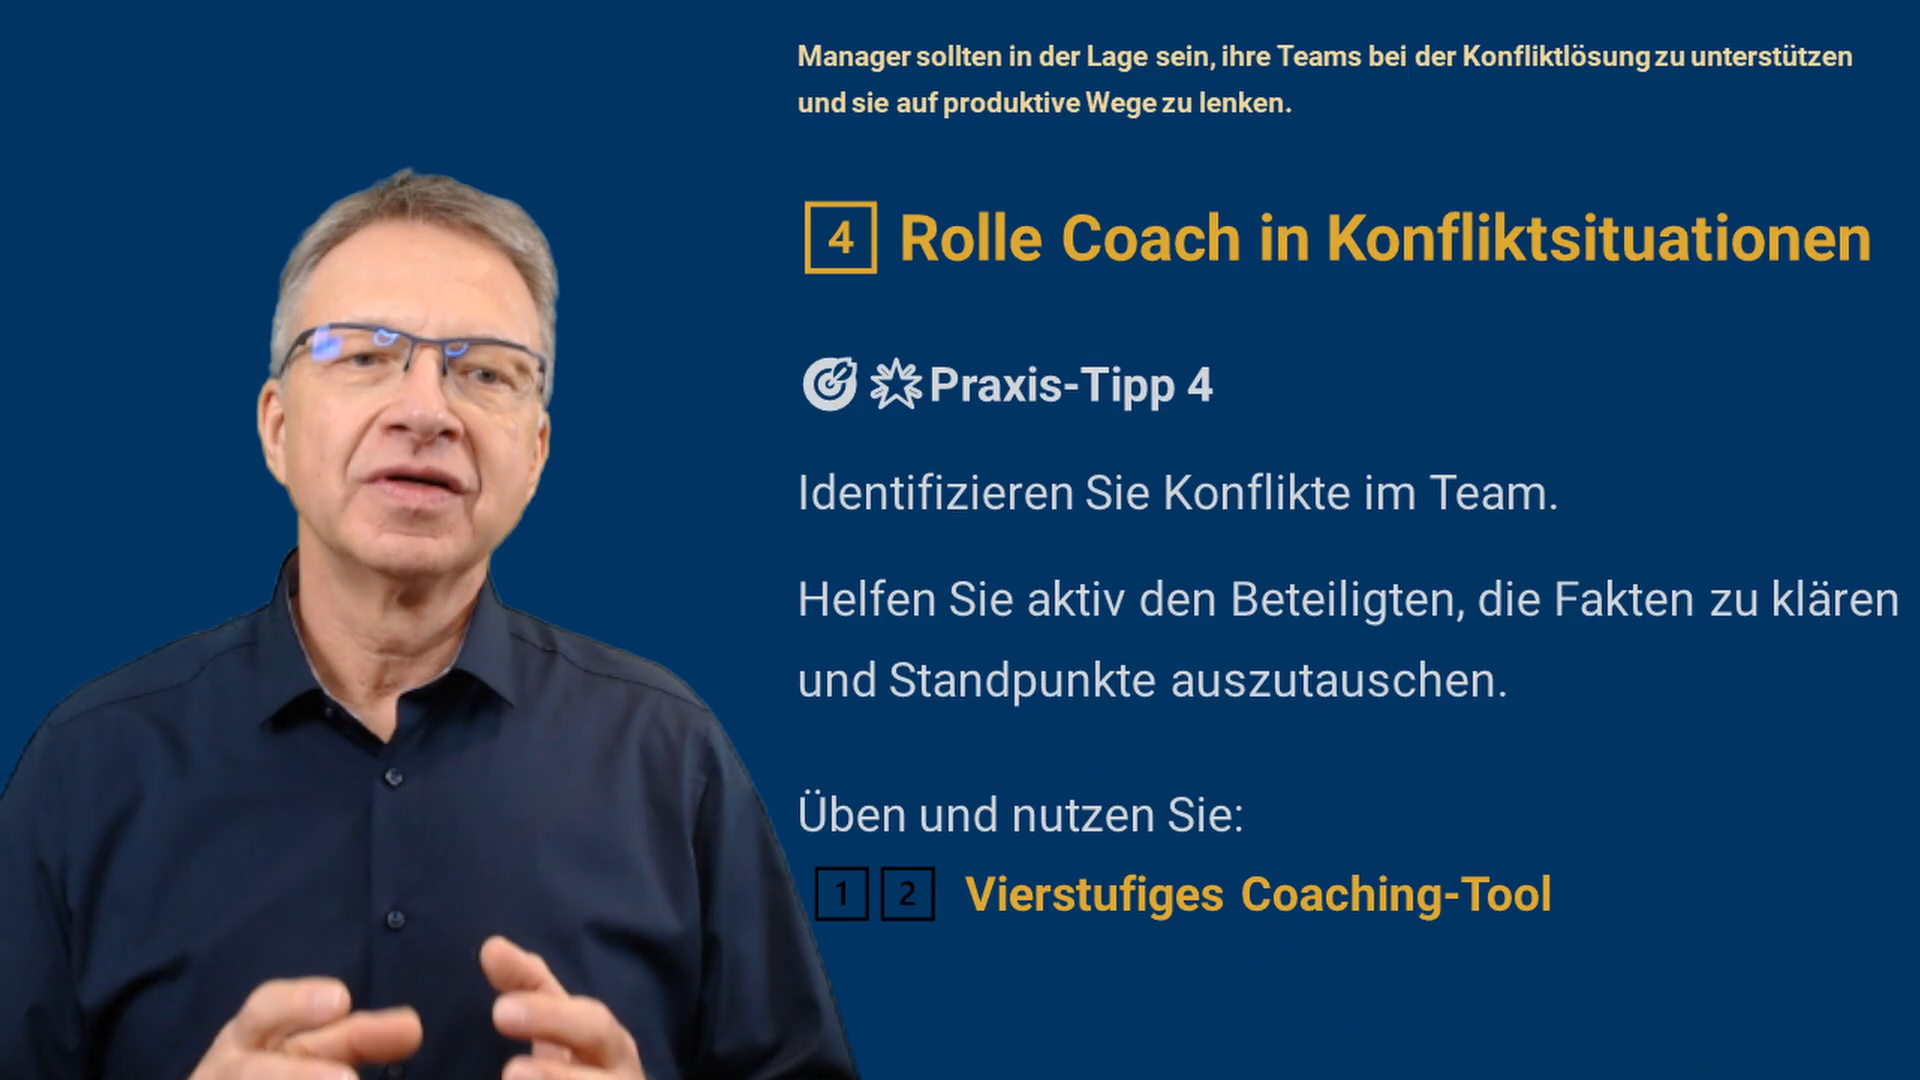 Manager sollten in der Lage sein, ihre Teams bei der Konfliktlösung zu unterstützen
und sie auf produktive Wege zu lenken.
4 Rolle Coach in Konfliktsituationen
Praxis-Tipp 4
Identifizieren Sie Konflikte im Team.
Helfen Sie aktiv den Beteiligten, die Fakten zu klären
und Standpunkte auszutauschen.
Üben und nutzen Sie:
1 2 Vierstufiges Coaching-Tool